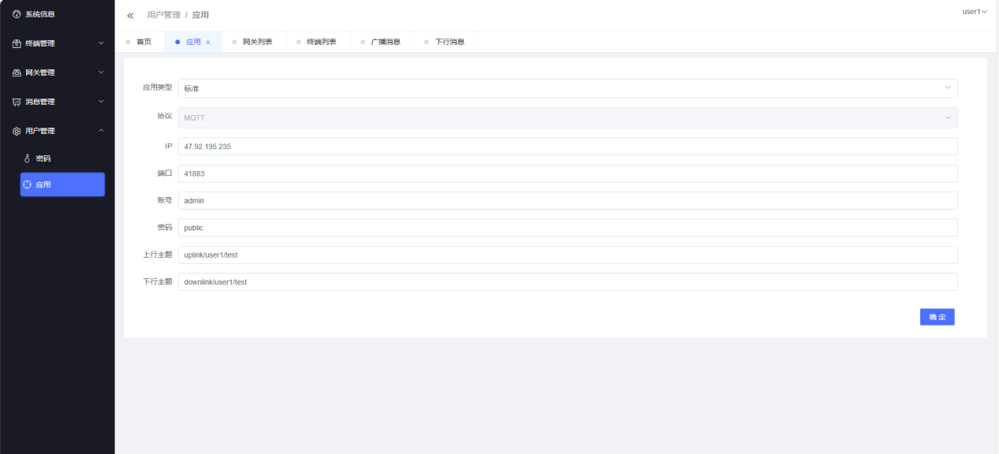 系统信息
终端管理
网关管理
消息管理
用户管理
密码
应用
用户管理 / 应用
user1
首页
应用
网关列表
终端列表
广播消息
下行消息
应用类型 标准
协议 MQTT
IP 47.92.195.235
端口 41883
账号 admin
密码 public
上行主题 uplink/user1/test
下行主题 downlink/user1/test
确 定